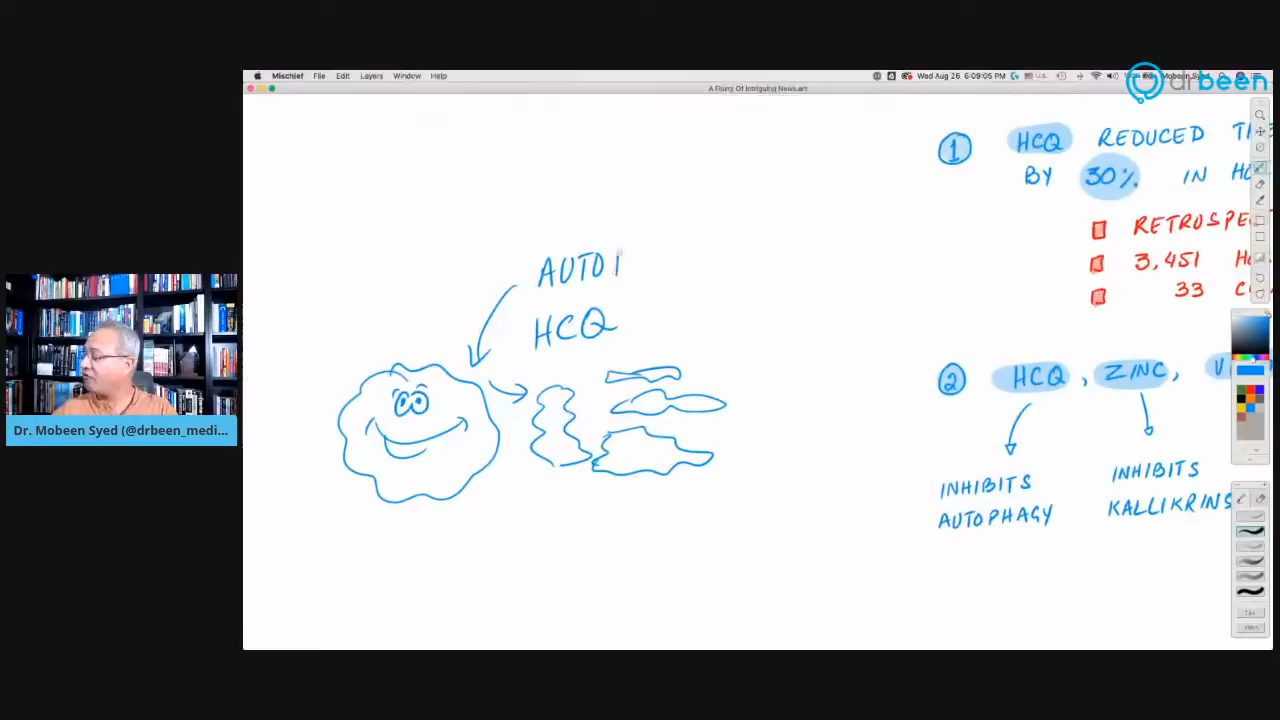 drbeen
Mischief File Edit Layers Window Help
Wed Aug 26 6:09:05 PM
Mobeen Syed
A Flurry Of Intriguing News.art
1 HCQ REDUCED
BY 30% IN
RETROSPE
3,451
33
AUTO
HCQ
2 HCQ, ZINC,
INHIBITS
AUTOPHAGY
INHIBITS
KALLIKRINS
Dr. Mobeen Syed (@drbeen_medi...